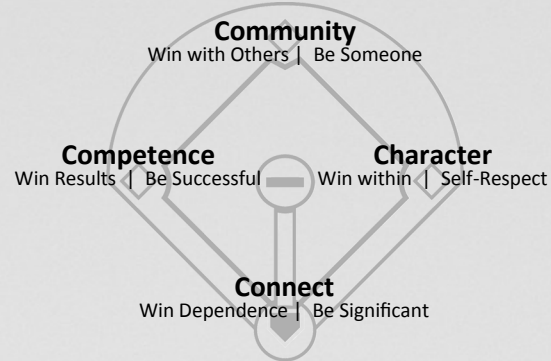 Community
Win with Others | Be Someone
Competence
Win Results | Be Successful
Character
Win within | Self-Respect
Connect
Win Dependence | Be Significant